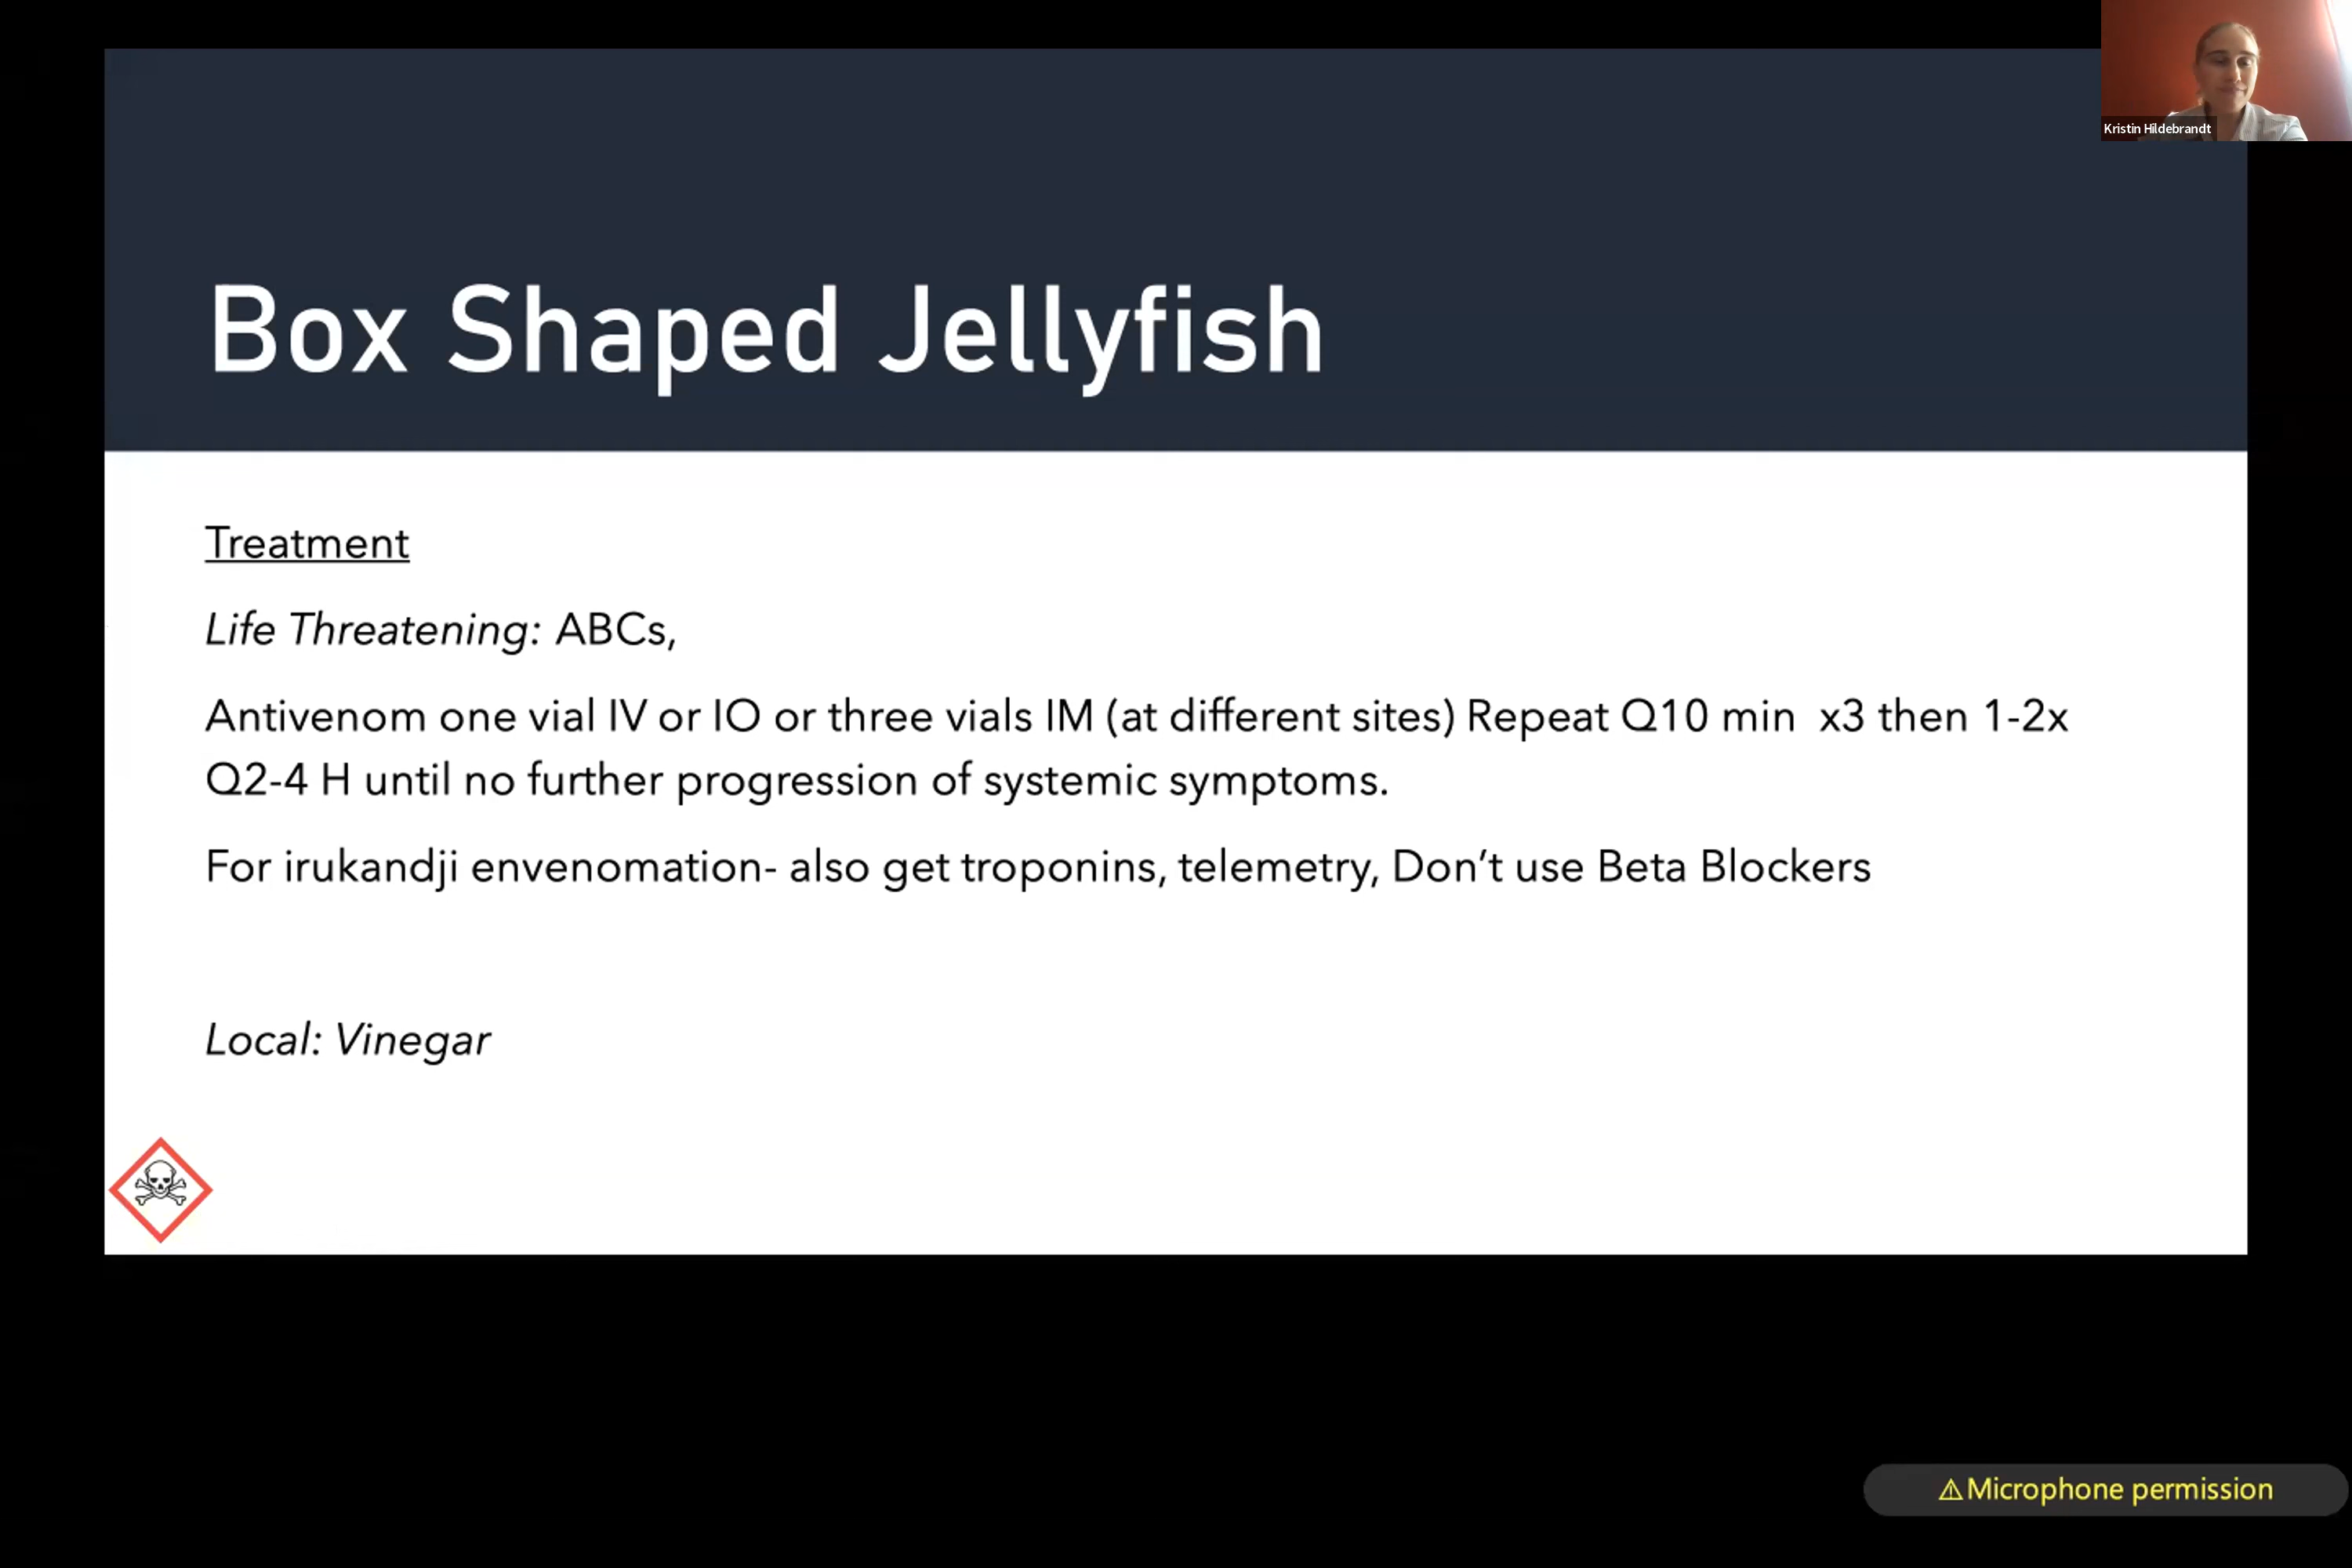 Kristin Hildebrandt
Box Shaped Jellyfish
Treatment
Life Threatening: ABCs,
Antivenom one vial IV or IO or three vials IM (at different sites) Repeat Q10 min  x3 then 1-2x
Q2-4 H until no further progression of systemic symptoms.
For irukandji envenomation- also get troponins, telemetry, Don’t use Beta Blockers
Local: Vinegar
⚠Microphone permission